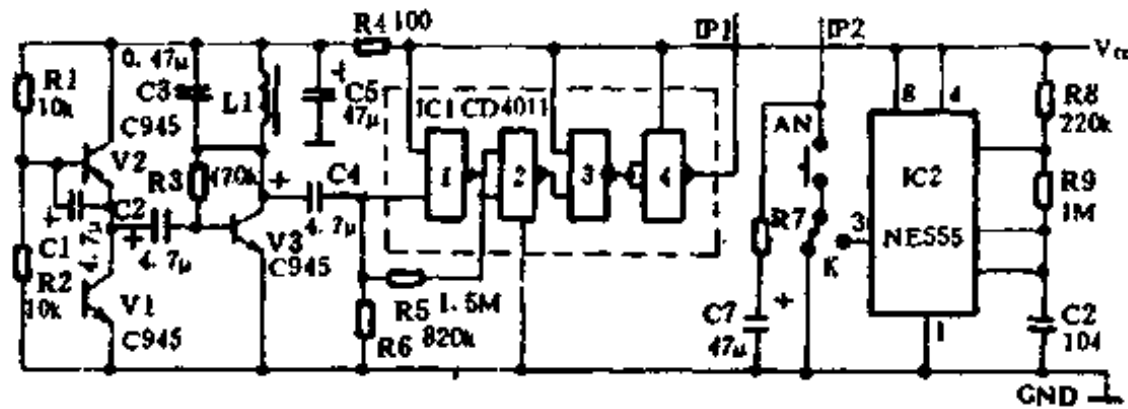 R4 100
IP1
IP2
Vcc
0.47μ
R1
10k
C3
L1
C5
47μ
IC1 CD4011
8
4
R8
220k
C945
AN
V2
R3
470k
C4
1
2
3
4
IC2
R9
1M
C2
4.7μ
4.7μ
4.7μ
R7
3
NE555
C1
V3
C945
K
R2
10k
V1
R5
1.5M
C7
47μ
1
C2
104
C945
R6
820k
GND